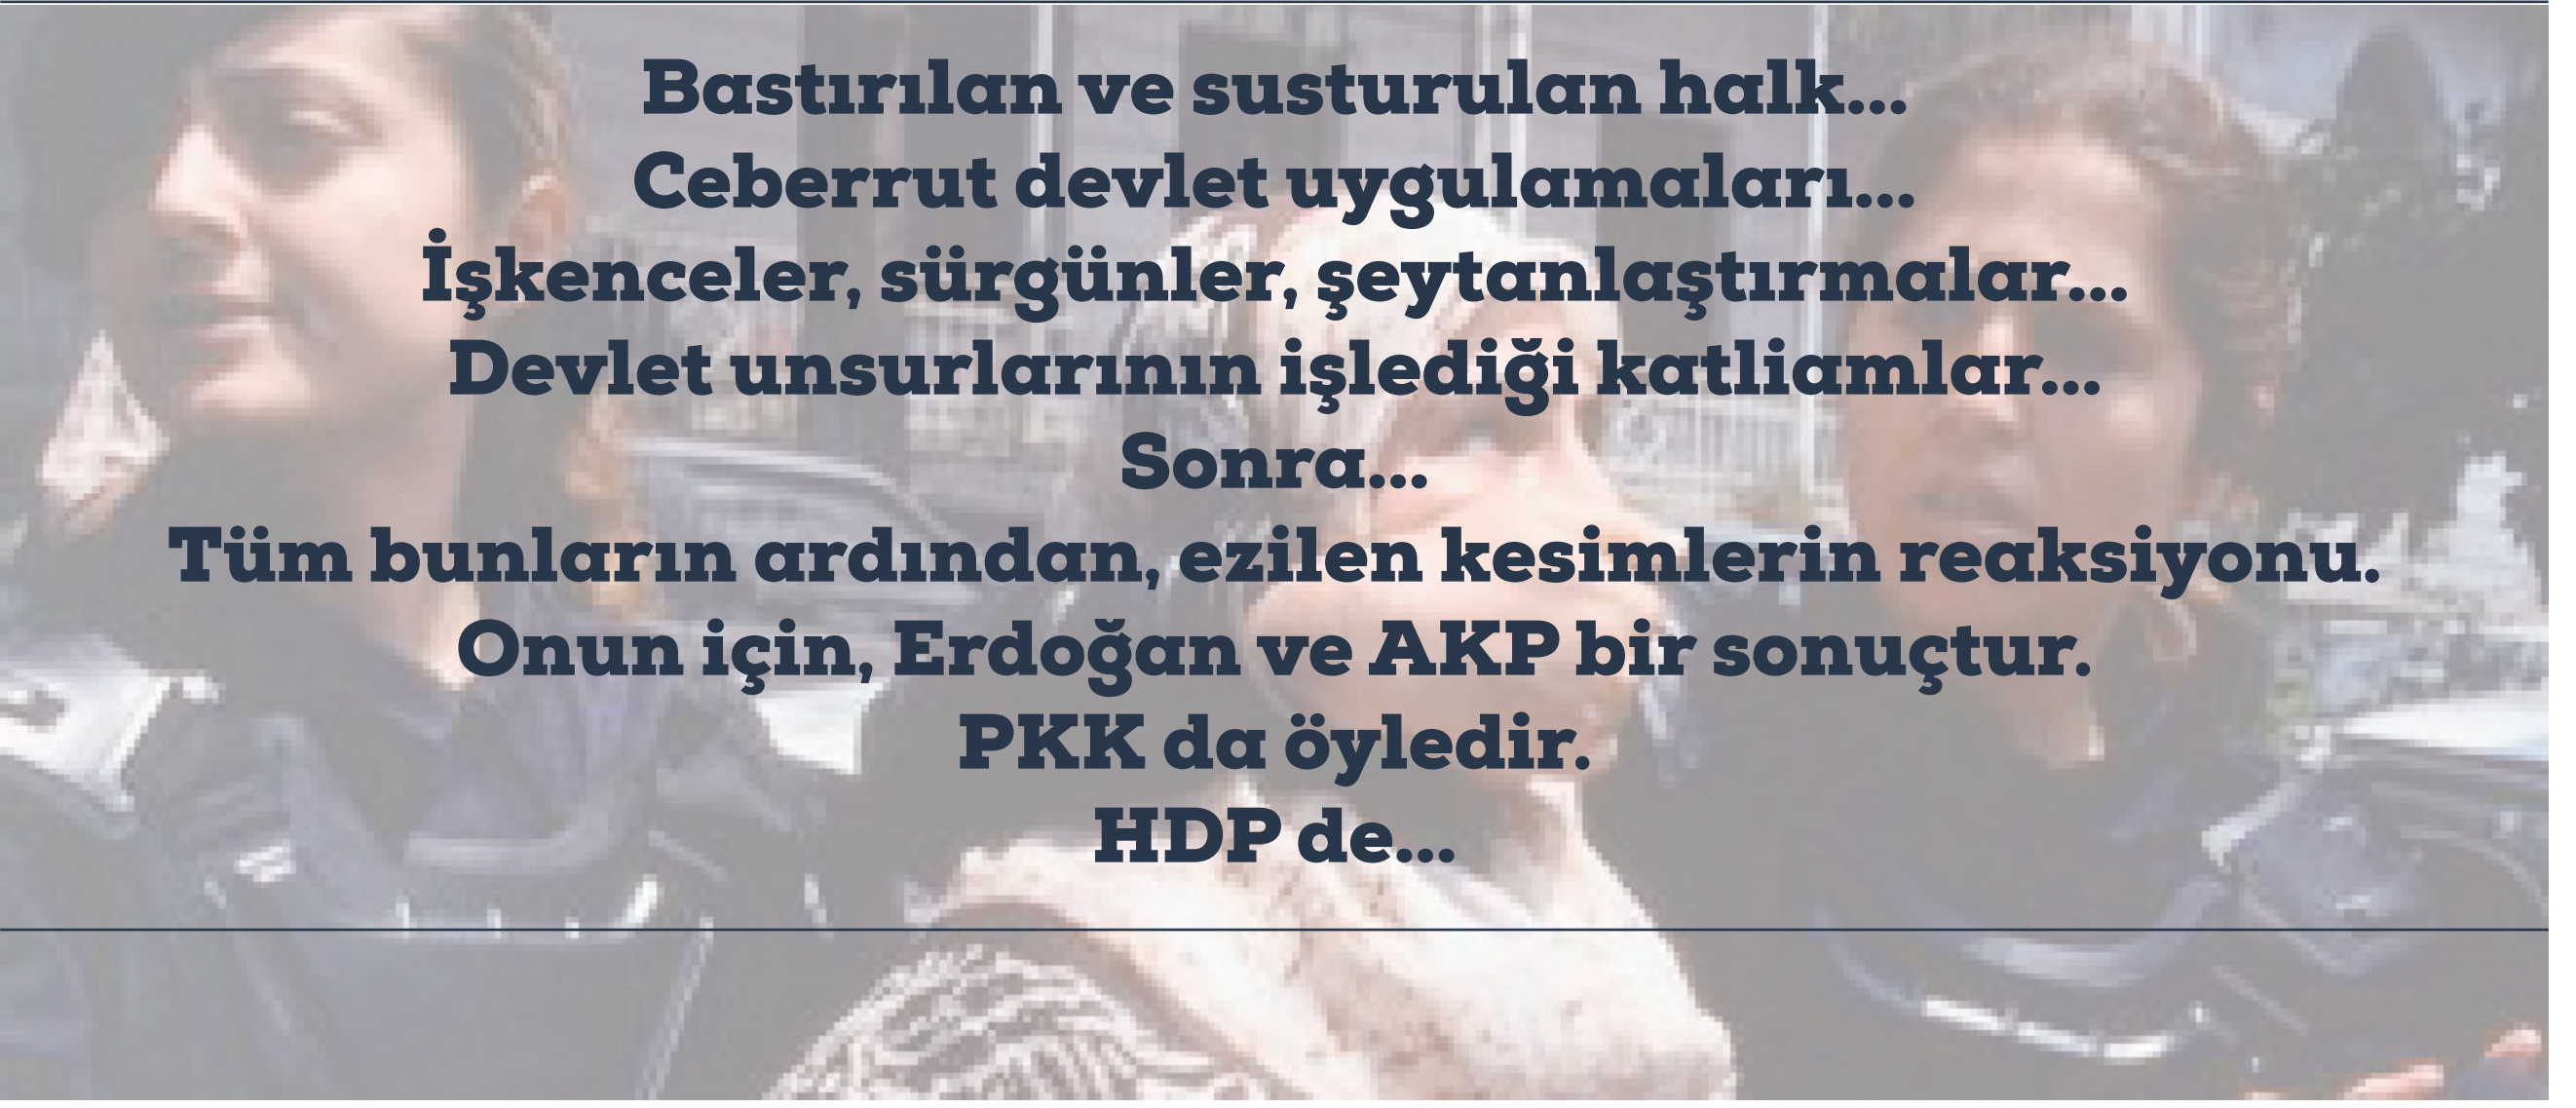 Bastırılan ve susturulan halk...
Ceberrut devlet uygulamaları...
İşkenceler, sürgünler, şeytanlaştırmalar...
Devlet unsurlarının işlediği katliamlar...
Sonra...
Tüm bunların ardından, ezilen kesimlerin reaksiyonu.
Onun için, Erdoğan ve AKP bir sonuçtur.
PKK da öyledir.
HDP de...